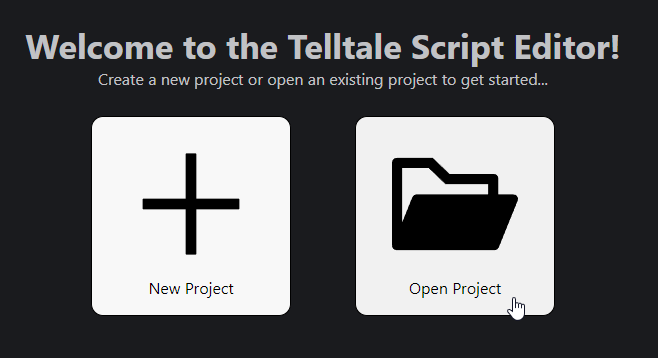 Welcome to the Telltale Script Editor!
Create a new project or open an existing project to get started...
New Project
Open Project